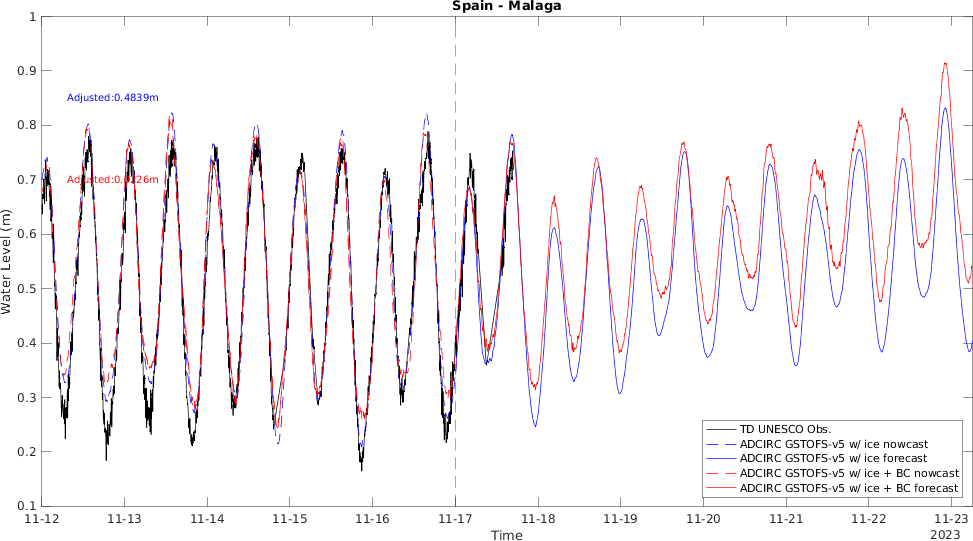 Spain - Malaga
1
0.9
0.8
0.7
0.6
0.5
0.4
0.3
0.2
0.1
Water Level (m)
Adjusted:0.4839m
TD UNESCO Obs.
ADCIRC GSTOFS-v5 w/ ice nowcast
ADCIRC GSTOFS-v5 w/ ice forecast
ADCIRC GSTOFS-v5 w/ ice + BC nowcast
ADCIRC GSTOFS-v5 w/ ice + BC forecast
11-12 11-13 11-14 11-15 11-16 11-17 11-18 11-19 11-20 11-21 11-22 11-23
2023
Time